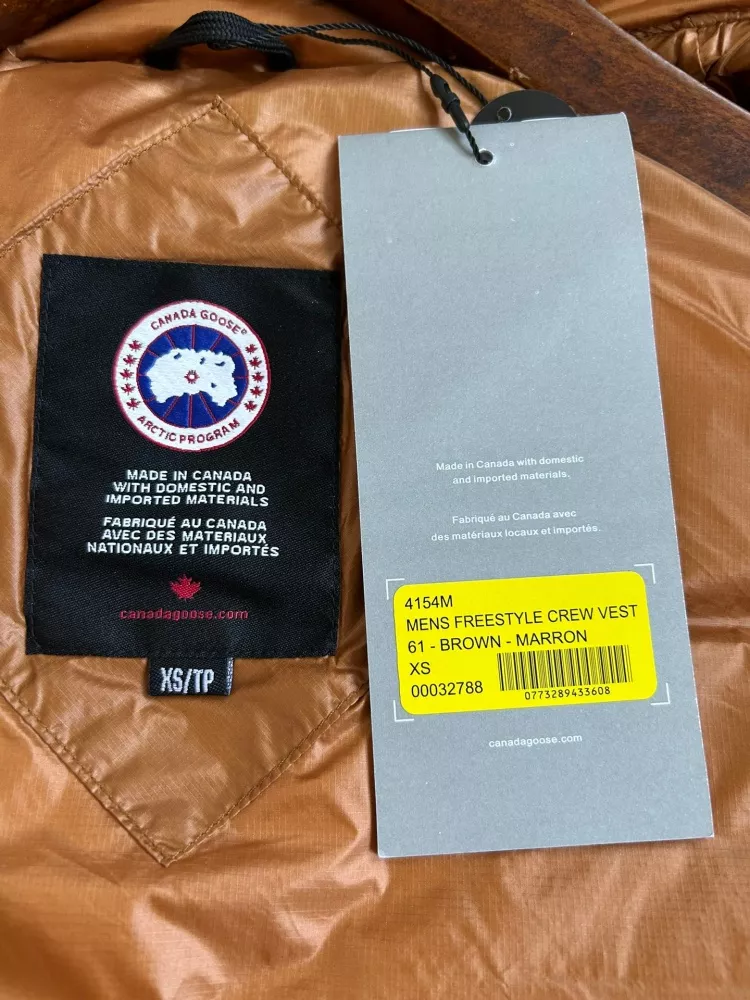 CANADA GOOSE®
ARCTIC PROGRAM
MADE IN CANADA
WITH DOMESTIC AND
IMPORTED MATERIALS
FABRIQUÉ AU CANADA
AVEC DES MATERIAUX
NATIONAUX ET IMPORTÉS
canadagoose.com
XS/TP
Made in Canada with domestic
and imported materials.
Fabriqué au Canada avec
des matériaux locaux et importés.
4154M
MENS FREESTYLE CREW VEST
61 - BROWN - MARRON
XS
00032788
0773289433608
canadagoose.com